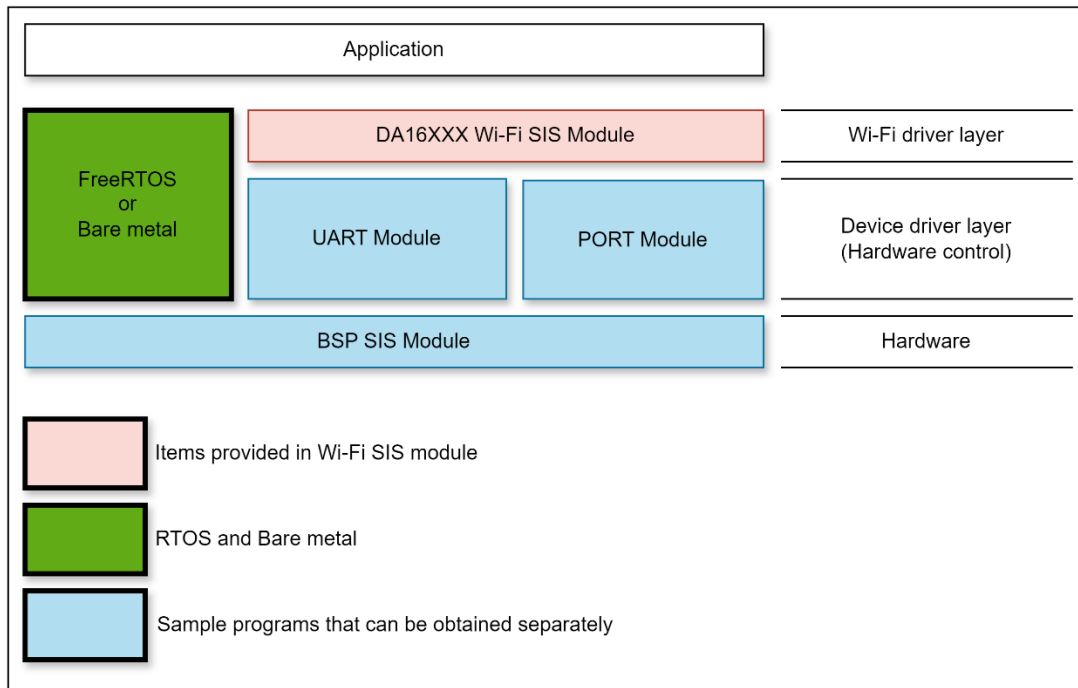 Application
FreeRTOS
or
Bare metal
DA16XXX Wi-Fi SIS Module
Wi-Fi driver layer
UART Module
PORT Module
Device driver layer
(Hardware control)
BSP SIS Module
Hardware
Items provided in Wi-Fi SIS module
RTOS and Bare metal
Sample programs that can be obtained separately